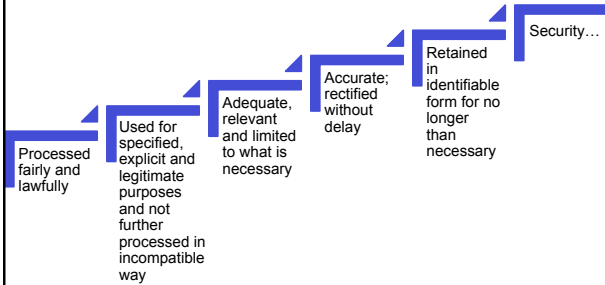 Processed
fairly and
lawfully
Used for
specified,
explicit and
legitimate
purposes
and not
further
processed in
incompatible
way
Adequate,
relevant
and limited
to what is
necessary
Accurate;
rectified
without
delay
Retained
in
identifiable
form for no
longer
than
necessary
Security…